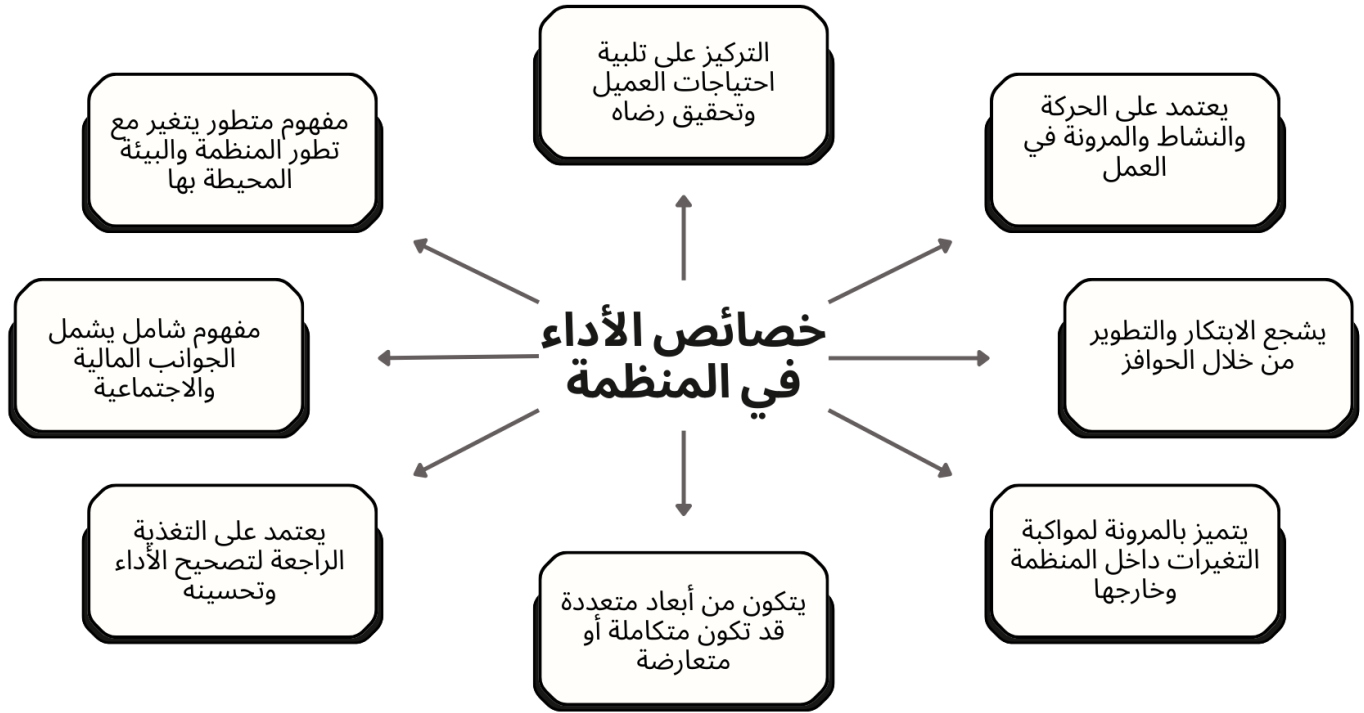 التركيز على تلبية
احتياجات العميل
وتحقيق رضاه
يعتمد على الحركة
والنشاط والمرونة في
العمل
مفهوم متطور يتغير مع
تطور المنظمة والبيئة
المحيطة بها
يشجع الابتكار والتطوير
من خلال الحوافز
خصائص الأداء
في المنظمة
مفهوم شامل يشمل
الجوانب المالية
والاجتماعية
يتميز بالمرونة لمواكبة
التغيرات داخل المنظمة
وخارجها
يعتمد على التغذية
الراجعة لتصحيح الأداء
وتحسينه
يتكون من أبعاد متعددة
قد تكون متكاملة أو
متعارضة